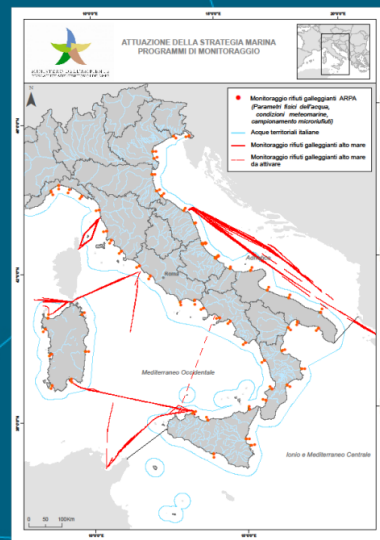 ATTUAZIONE DELLA STRATEGIA MARINA
PROGRAMMI DI MONITORAGGIO
Monitoraggio rifiuti galleggianti ARPA
(Parametri fisici dell'acqua,
condizioni meteomarine,
campionamento microrifiuti)
Acque territoriali italiane
Monitoraggio rifiuti galleggianti alto mare
Monitoraggio rifiuti galleggianti alto mare
da attivare
N
Adriatico
Roma
Mediterraneo Occidentale
Ionio e Mediterraneo Centrale
0 50 100Km